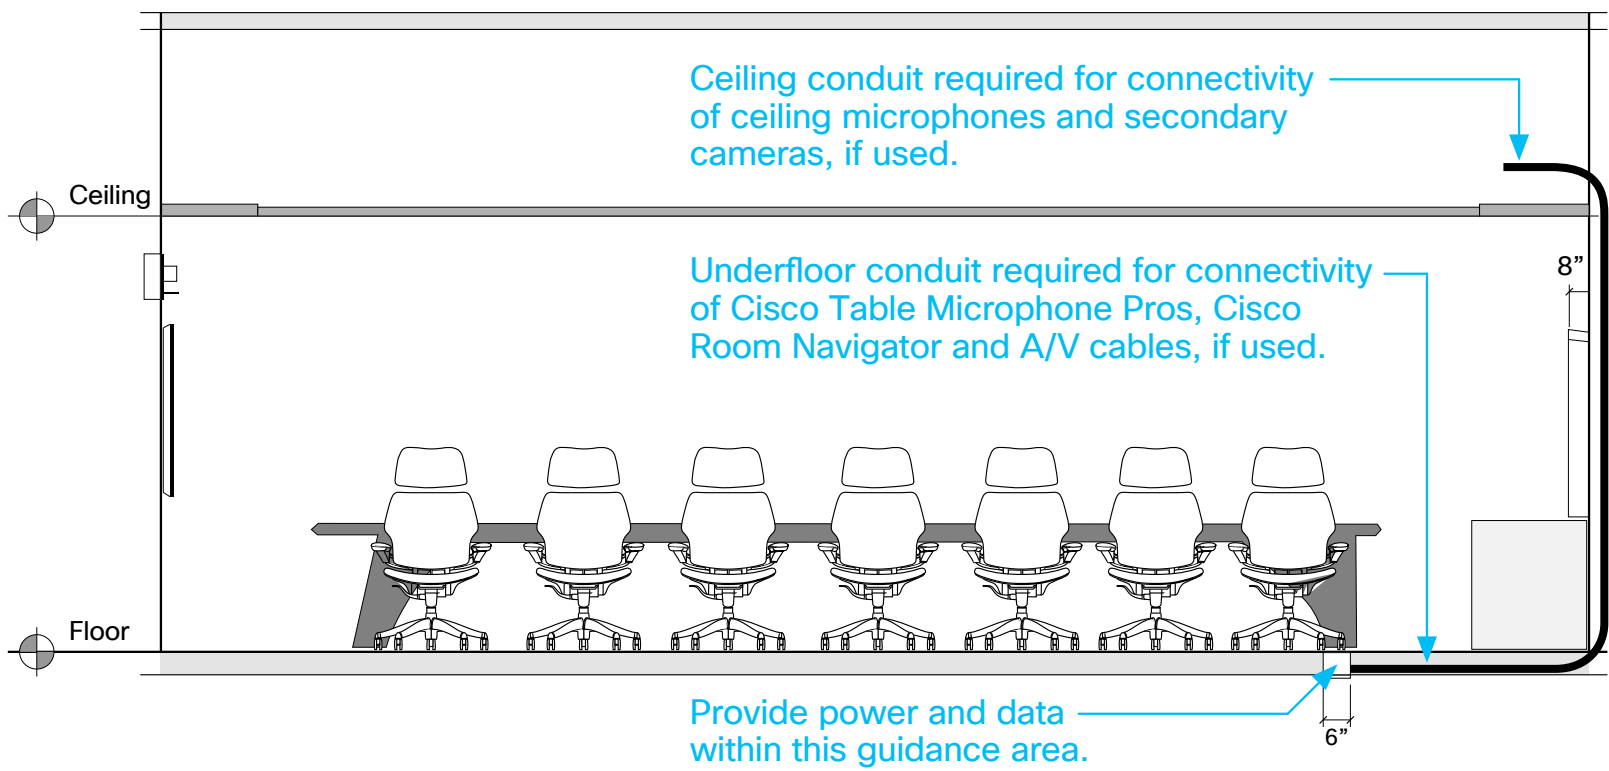 Ceiling conduit required for connectivity
of ceiling microphones and secondary
cameras, if used.
Ceiling
Underfloor conduit required for connectivity
of Cisco Table Microphone Pros, Cisco
Room Navigator and A/V cables, if used.
8”
Floor
Provide power and data
within this guidance area.
6”